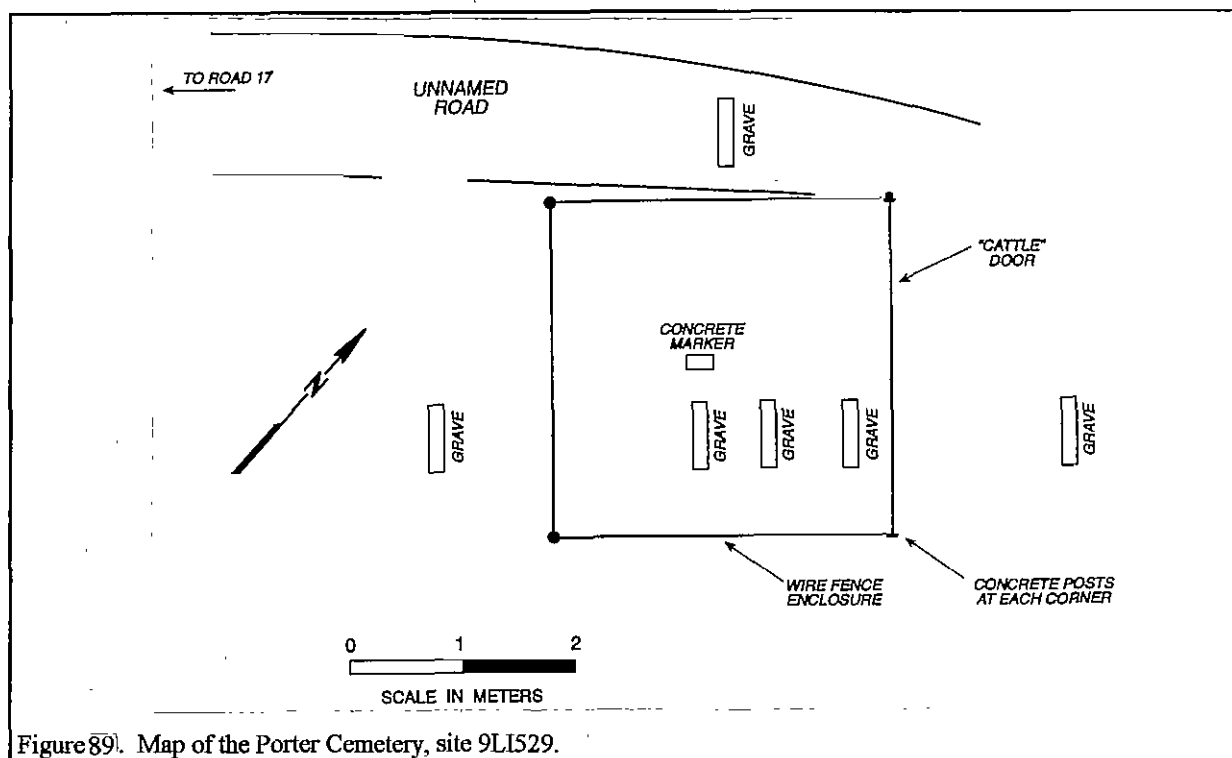 TO ROAD 17
UNNAMED
ROAD
GRAVE
"CATTLE"
DOOR
CONCRETE
MARKER
N
GRAVE
GRAVE
GRAVE
GRAVE
GRAVE
WIRE FENCE
ENCLOSURE
CONCRETE POSTS
AT EACH CORNER
0 1 2
SCALE IN METERS
Figure 89. Map of the Porter Cemetery, site 9LI529.